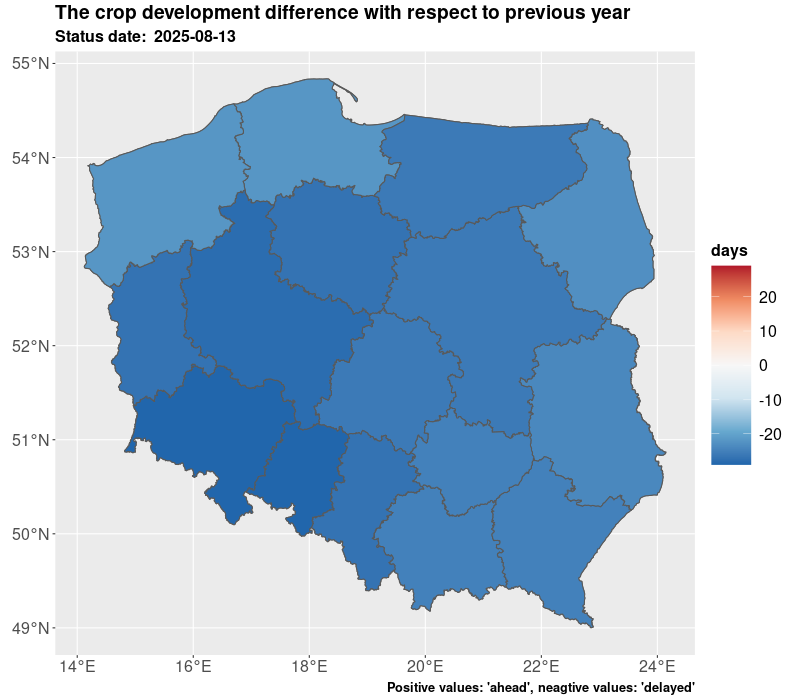 The crop development difference with respect to previous year
Status date:  2025-08-13
55°N
54°N
53°N
52°N
51°N
50°N
49°N
14°E
16°E
18°E
20°E
22°E
24°E
days
20
10
0
-10
-20
Positive values: 'ahead', neagtive values: 'delayed'